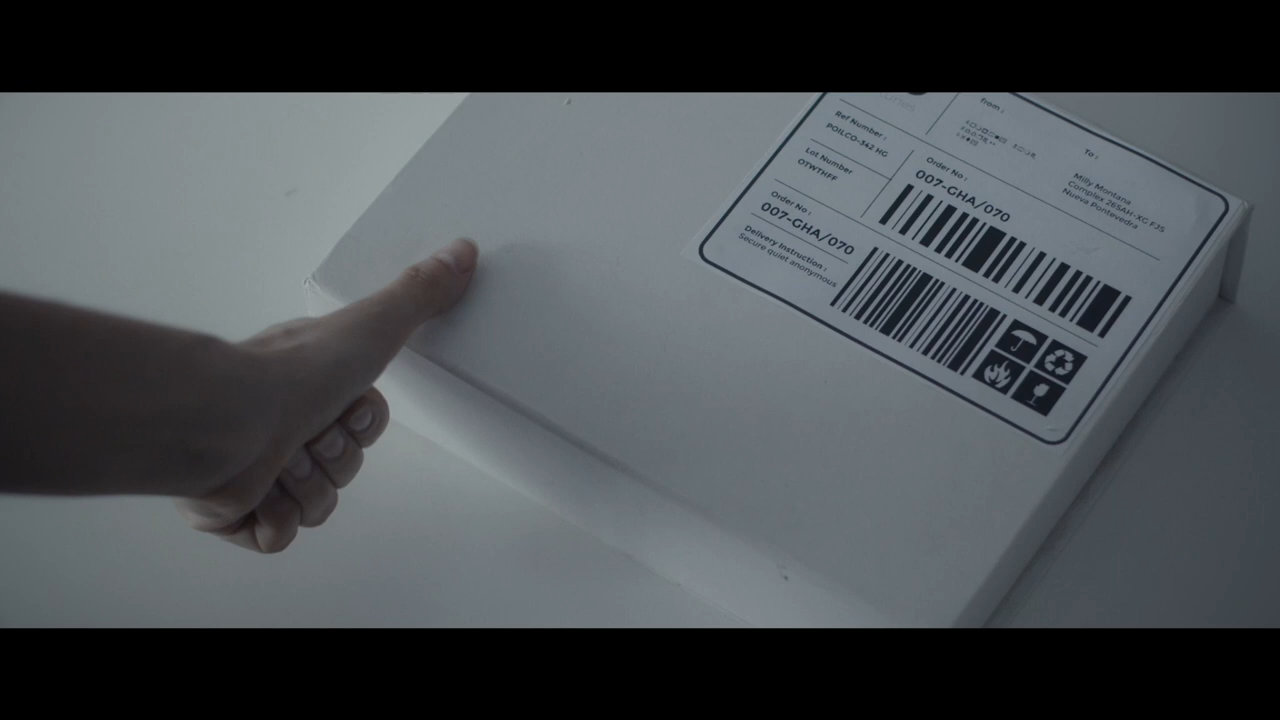 from :
To :
Milly Montana
Complex 265AH-XG FJS
Nueva Pontevedra
Ref Number :
POILCO-342 HG
Lot Number
OTWTHFF
Order No :
007-GHA/070
Order No :
007-GHA/070
Delivery Instruction :
Secure quiet anonymous